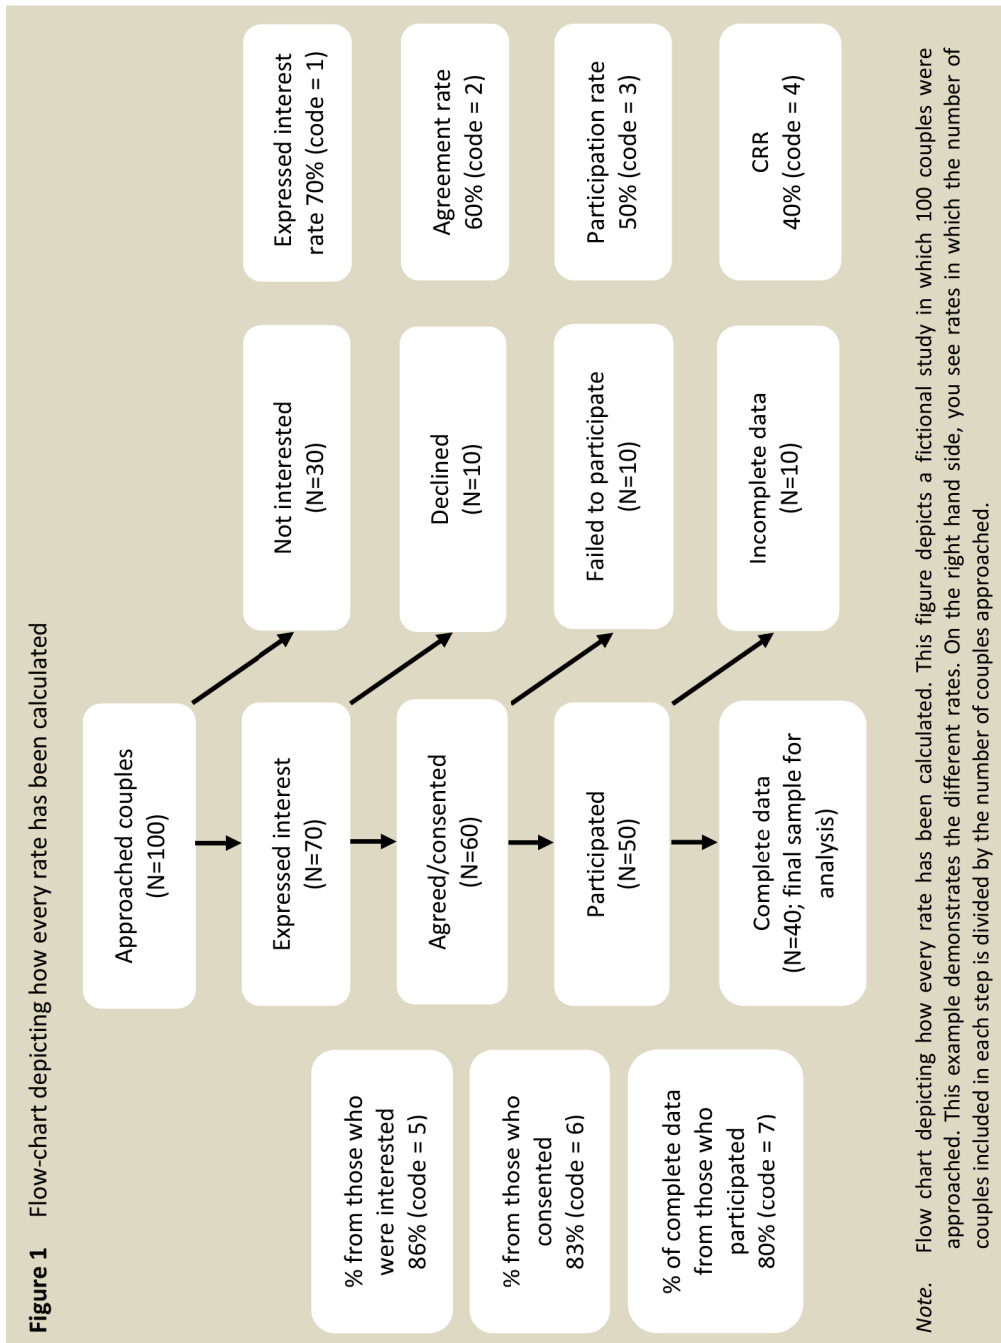 Figure 1 Flow-chart depicting how every rate has been calculated
Approached couples
(N=100)
Expressed interest
(N=70)
Not interested
(N=30)
Expressed interest
rate 70% (code = 1)
% from those who
were interested
86% (code = 5)
Agreed/consented
(N=60)
Declined
(N=10)
Agreement rate
60% (code = 2)
% from those who
consented
83% (code = 6)
Participated
(N=50)
Failed to participate
(N=10)
Participation rate
50% (code = 3)
% of complete data
from those who
participated
80% (code = 7)
Complete data
(N=40; final sample for
analysis)
Incomplete data
(N=10)
CRR
40% (code = 4)
Note. Flow chart depicting how every rate has been calculated. This figure depicts a fictional study in which 100 couples were
approached. This example demonstrates the different rates. On the right hand side, you see rates in which the number of
couples included in each step is divided by the number of couples approached.